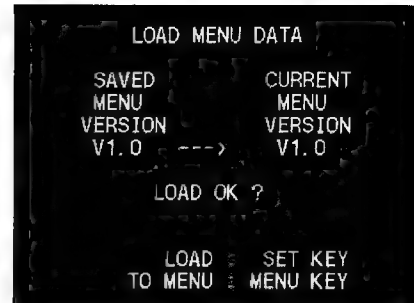 LOAD MENU DATA
SAVED CURRENT
MENU MENU
VERSION VERSION
V1.0 ---> V1.0
LOAD OK ?
LOAD SET KEY
TO MENU MENU KEY